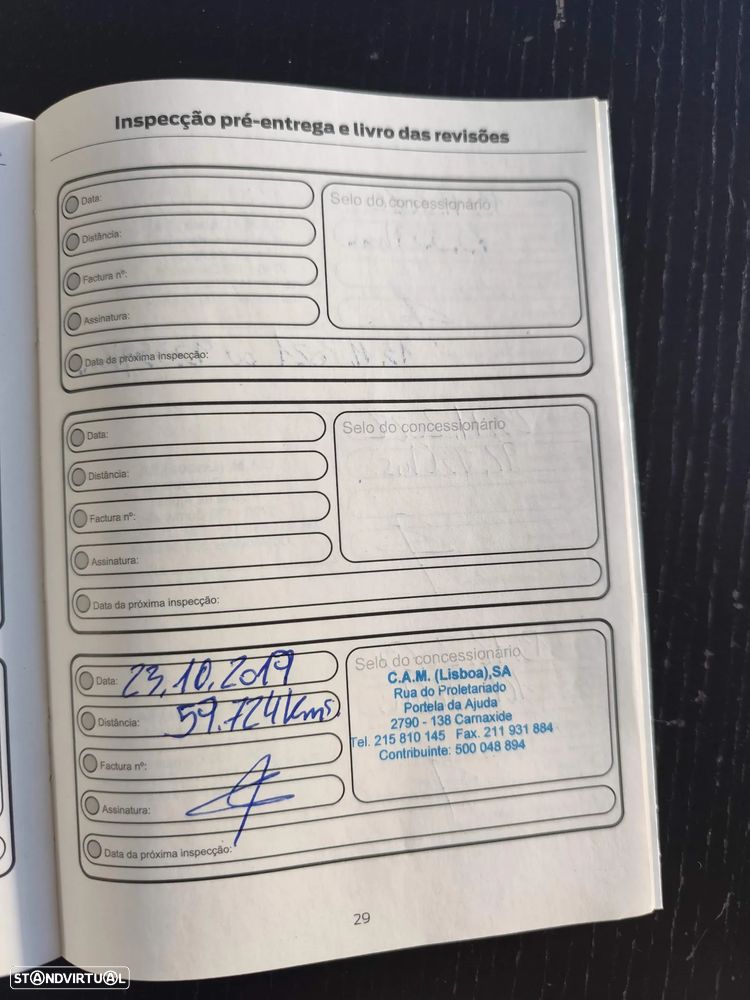 Inspecção pré-entrega e livro das revisões
Data:
Distância:
Factura nº:
Assinatura:
Data da próxima inspecção:
Selo do concessionário
Data:
Distância:
Factura nº:
Assinatura:
Data da próxima inspecção:
Selo do concessionário
Data: 23.10.2019
Distância: 59.724 Kms.
Factura nº:
Assinatura:
Data da próxima inspecção:
Selo do concessionário
C.A.M. (Lisboa),SA
Rua do Proletariado
Portela da Ajuda
2790 - 138 Carnaxide
Tel. 215 810 145 Fax. 211 931 884
Contribuinte: 500 048 894
29
STANDVIRTUAL